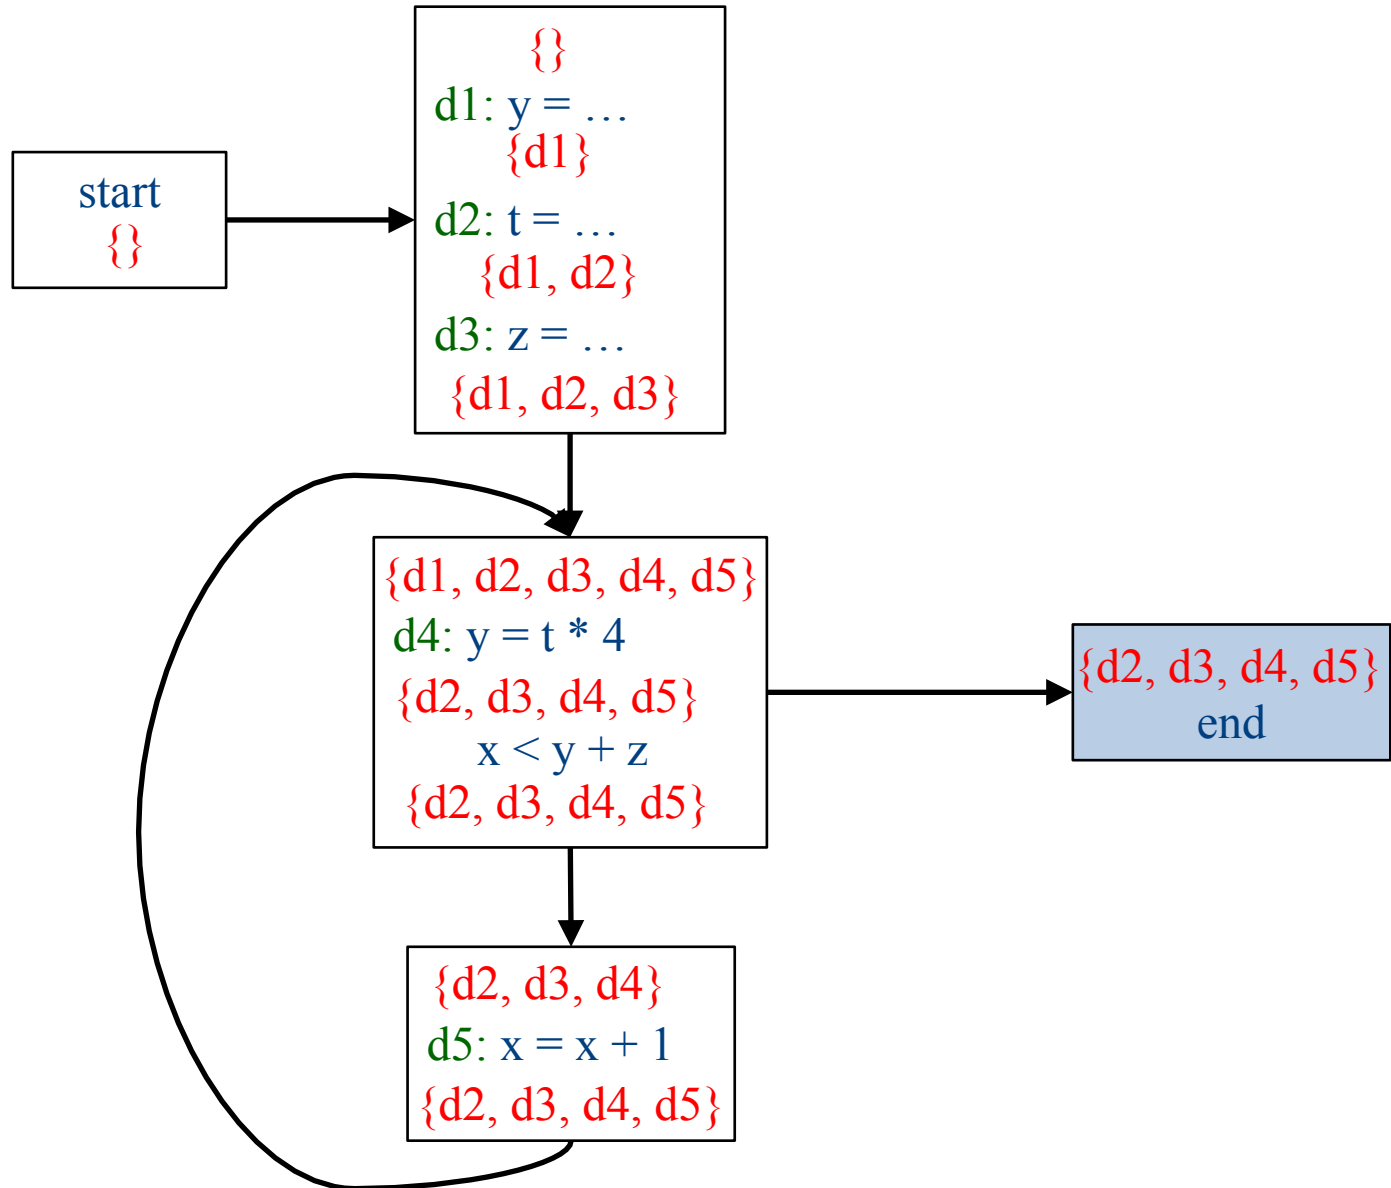 start
{}
{}
d1: y = …
{d1}
d2: t = …
{d1, d2}
d3: z = …
{d1, d2, d3}
{d1, d2, d3, d4, d5}
d4: y = t * 4
{d2, d3, d4, d5}
x < y + z
{d2, d3, d4, d5}
{d2, d3, d4, d5}
end
{d2, d3, d4}
d5: x = x + 1
{d2, d3, d4, d5}